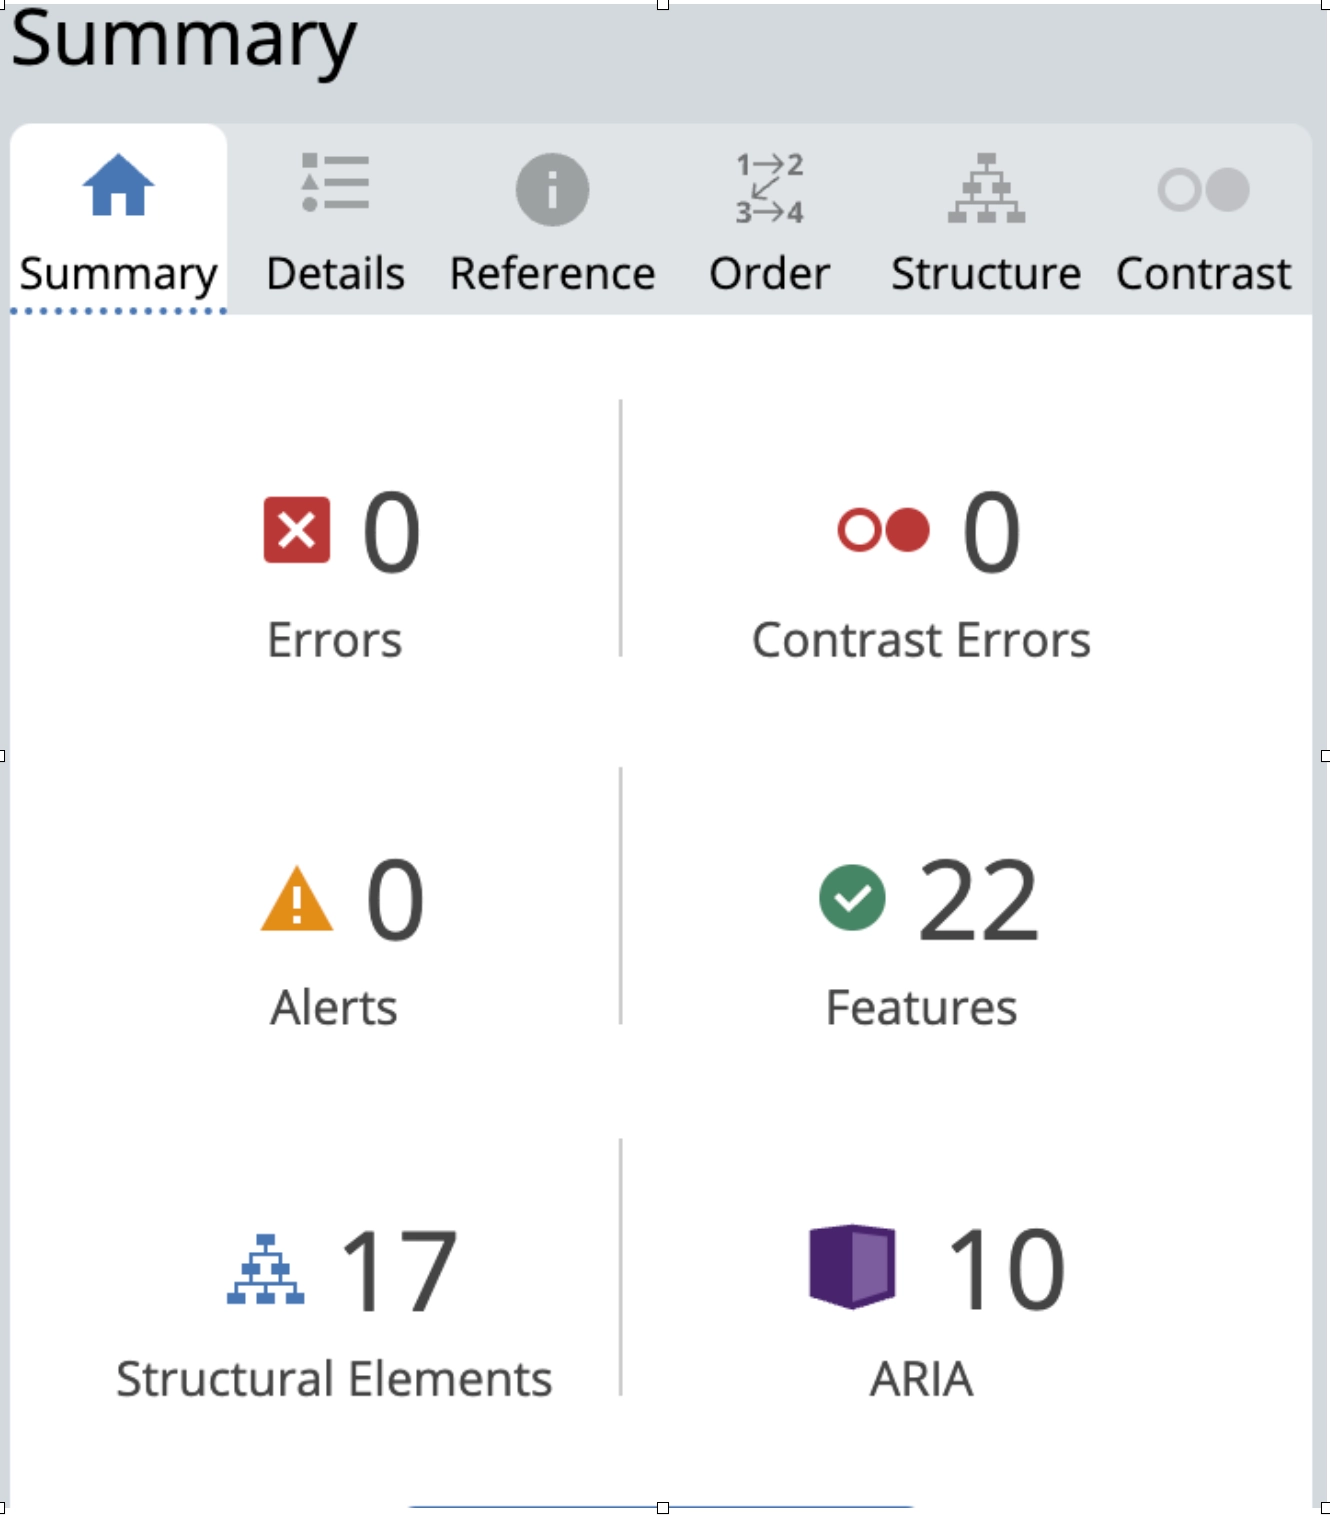 Summary
1→2
3→4
Summary Details Reference Order Structure Contrast
0 0
Errors Contrast Errors
0 22
Alerts Features
17 10
Structural Elements ARIA